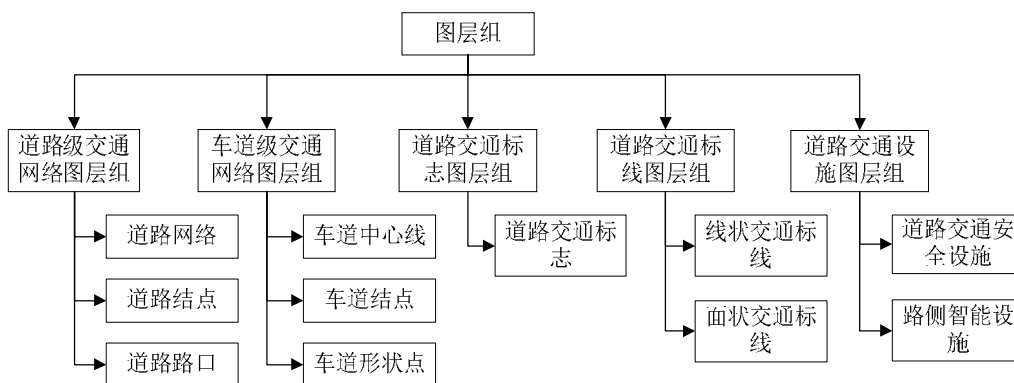 图层组
道路级交通
网络图层组
车道级交通
网络图层组
道路交通标
志图层组
道路交通标
线图层组
道路交通设
施图层组
道路网络
道路结点
道路路口
车道中心线
车道结点
车道形状点
道路交通标
志
线状交通标
线
面状交通标
线
道路交通安
全设施
路侧智能设
施